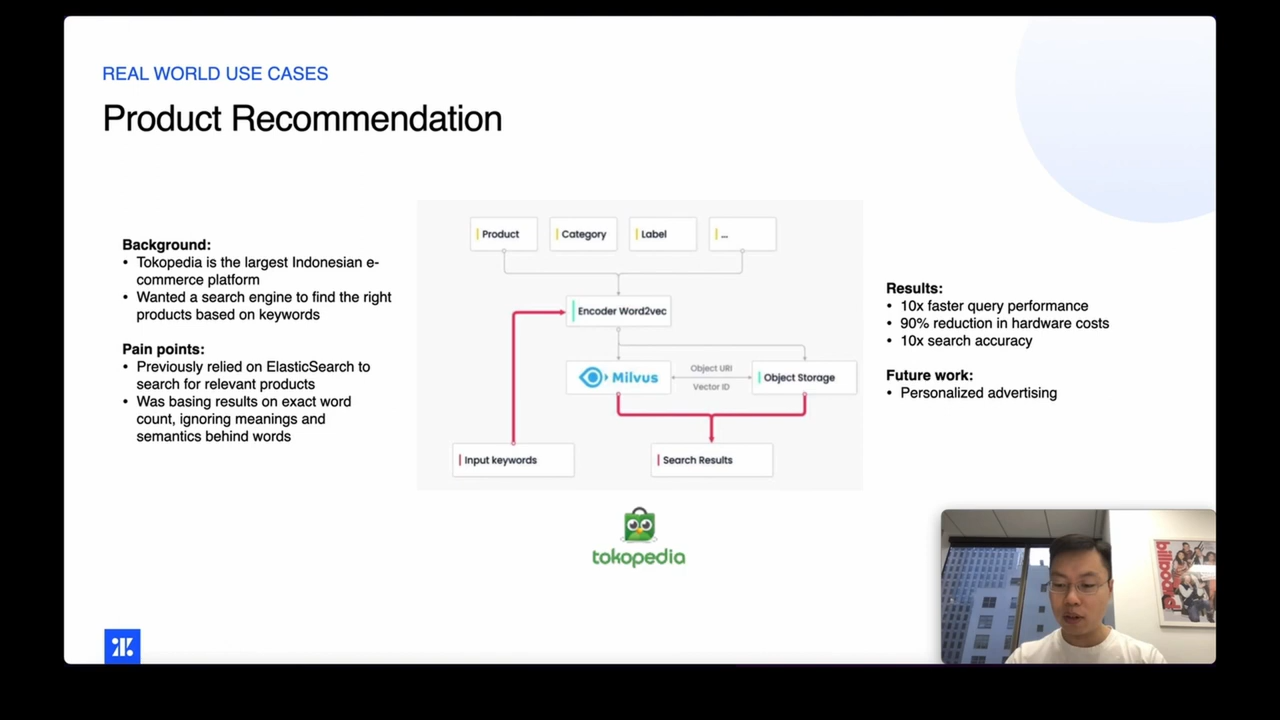 REAL WORLD USE CASES
Product Recommendation
Background:
• Tokopedia is the largest Indonesian e-
commerce platform
• Wanted a search engine to find the right
products based on keywords
Pain points:
• Previously relied on ElasticSearch to
search for relevant products
• Was basing results on exact word
count, ignoring meanings and
semantics behind words
Product
Category
Label
...
Encoder Word2vec
Milvus
Object URI
Vector ID
Object Storage
Input keywords
Search Results
tokopedia
Results:
• 10x faster query performance
• 90% reduction in hardware costs
• 10x search accuracy
Future work:
• Personalized advertising
billboard